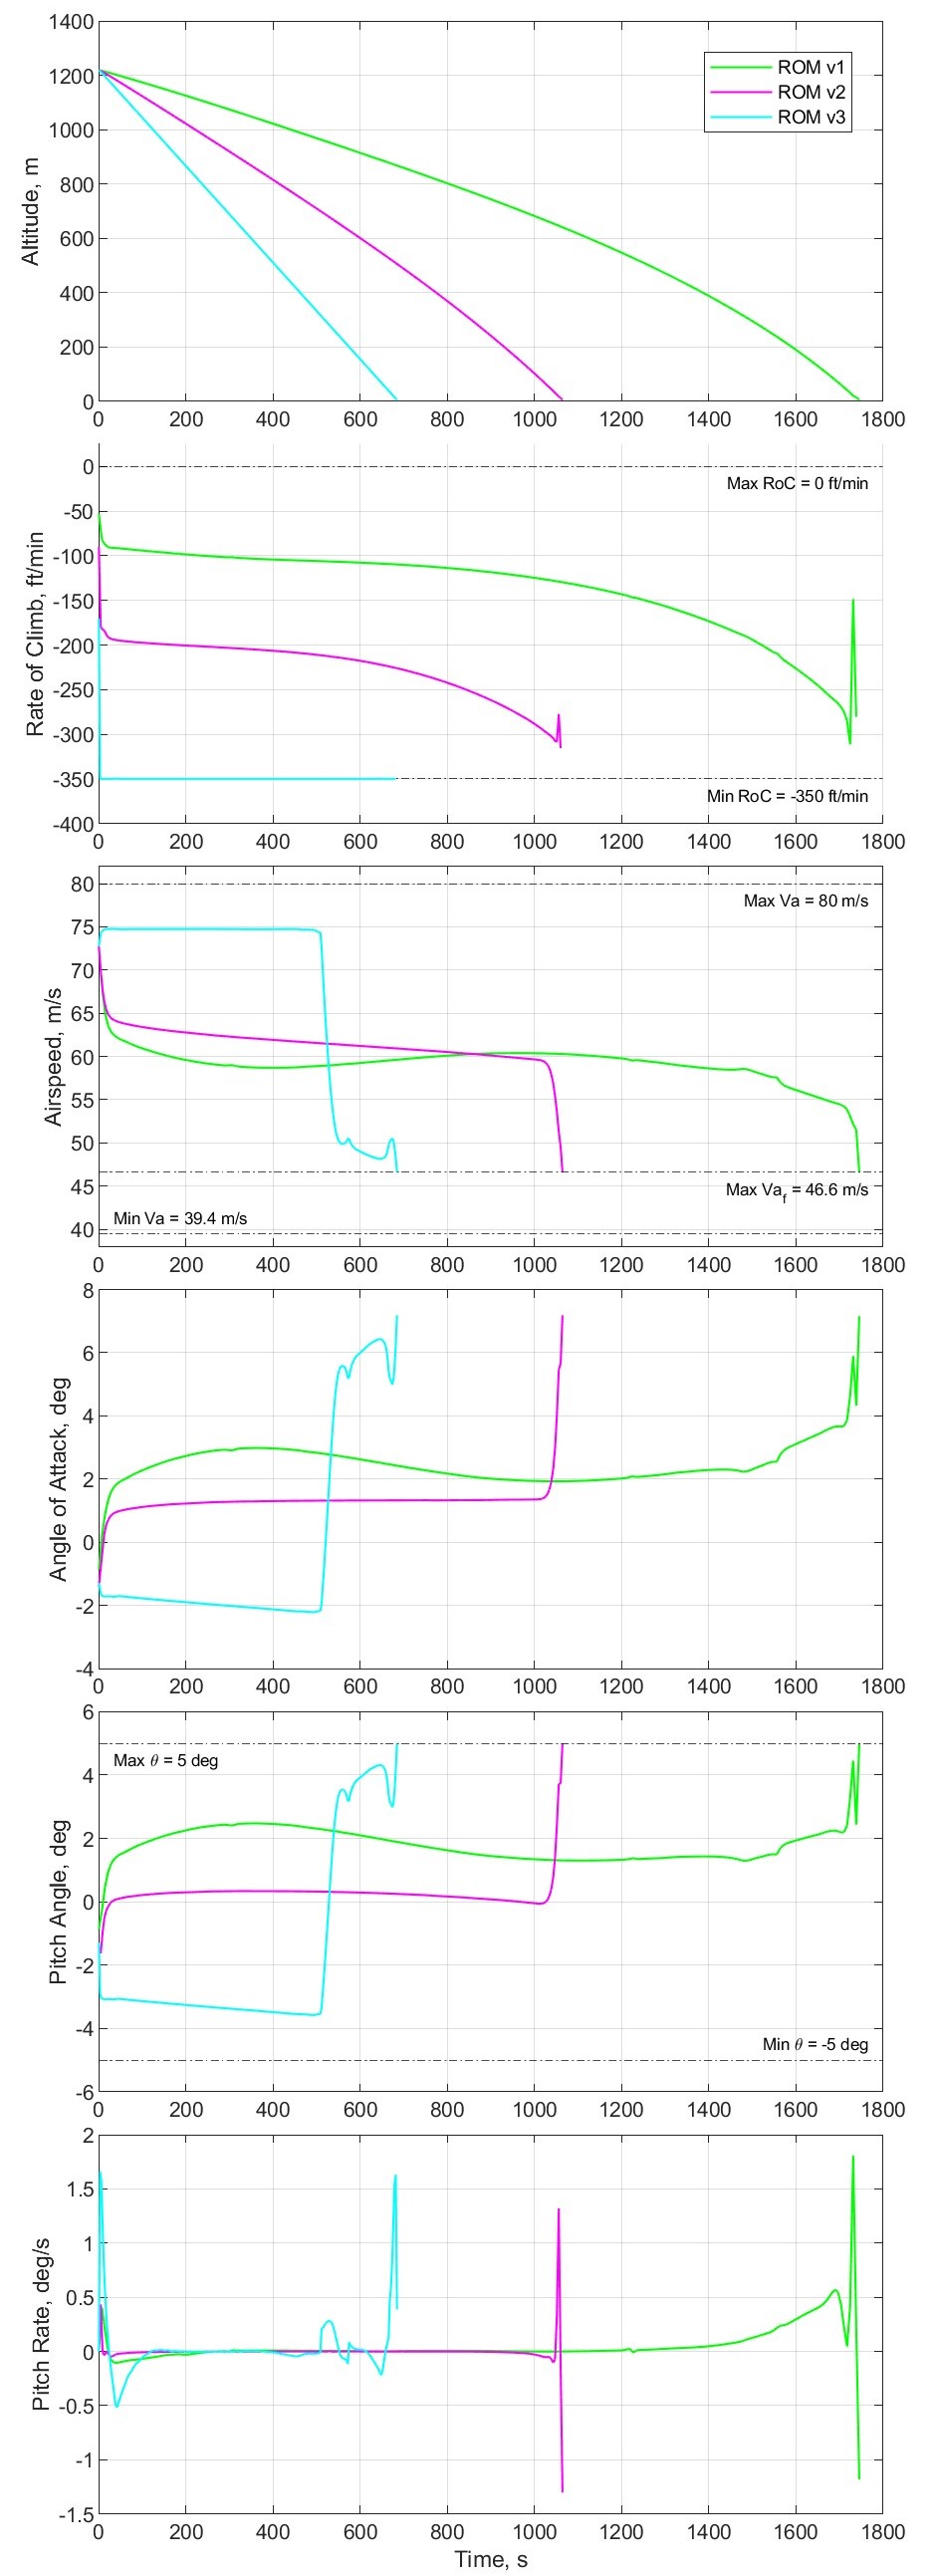 1400
1200
1000
800
600
400
200
0
Altitude, m
ROM v1
ROM v2
ROM v3
0 200 400 600 800 1000 1200 1400 1600 1800
0
-50
-100
-150
-200
-250
-300
-350
-400
Rate of Climb, ft/min
Max RoC = 0 ft/min
Min RoC = -350 ft/min
0 200 400 600 800 1000 1200 1400 1600 1800
80
75
70
65
60
55
50
45
40
Airspeed, m/s
Max Va = 80 m/s
Max Va_f = 46.6 m/s
Min Va = 39.4 m/s
0 200 400 600 800 1000 1200 1400 1600 1800
8
6
4
2
0
-2
-4
Angle of Attack, deg
0 200 400 600 800 1000 1200 1400 1600 1800
6
4
2
0
-2
-4
-6
Pitch Angle, deg
Max θ = 5 deg
Min θ = -5 deg
0 200 400 600 800 1000 1200 1400 1600 1800
2
1.5
1
0.5
0
-0.5
-1
-1.5
Pitch Rate, deg/s
0 200 400 600 800 1000 1200 1400 1600 1800
Time, s